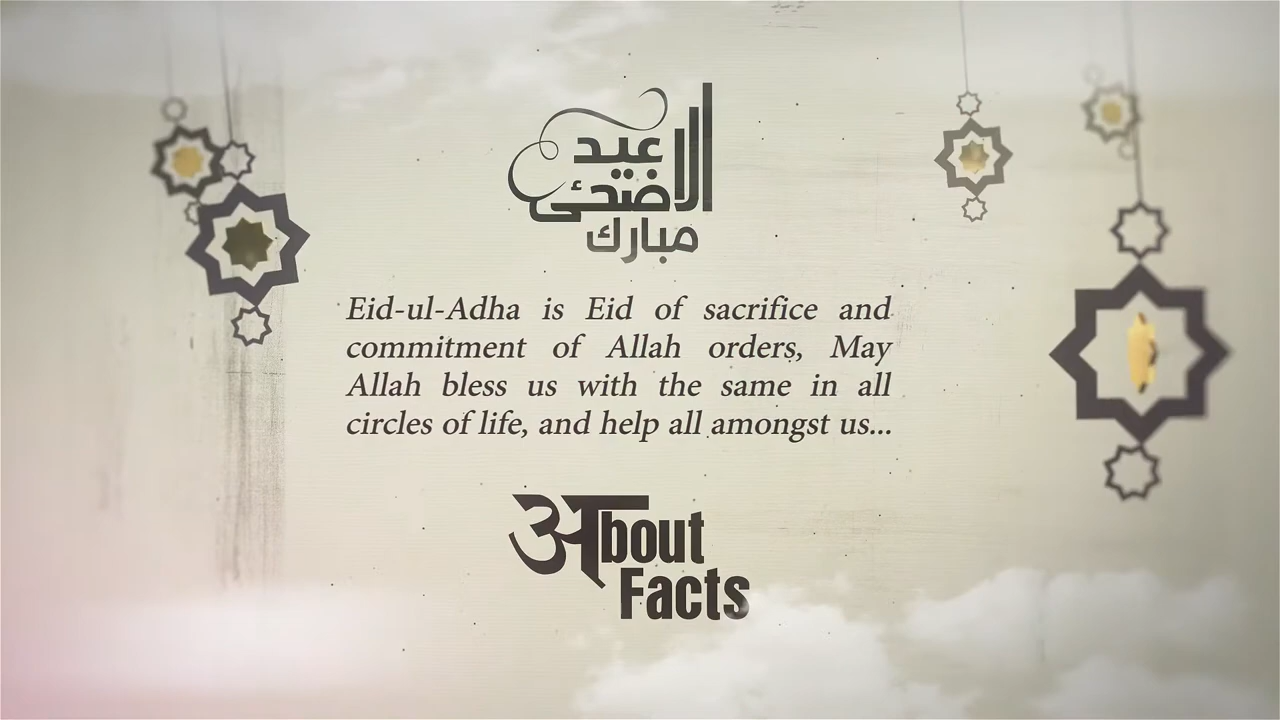 عيد
الاضحیٰ
مبارك
Eid-ul-Adha is Eid of sacrifice and
commitment of Allah orders, May
Allah bless us with the same in all
circles of life, and help all amongst us...
अbout
Facts